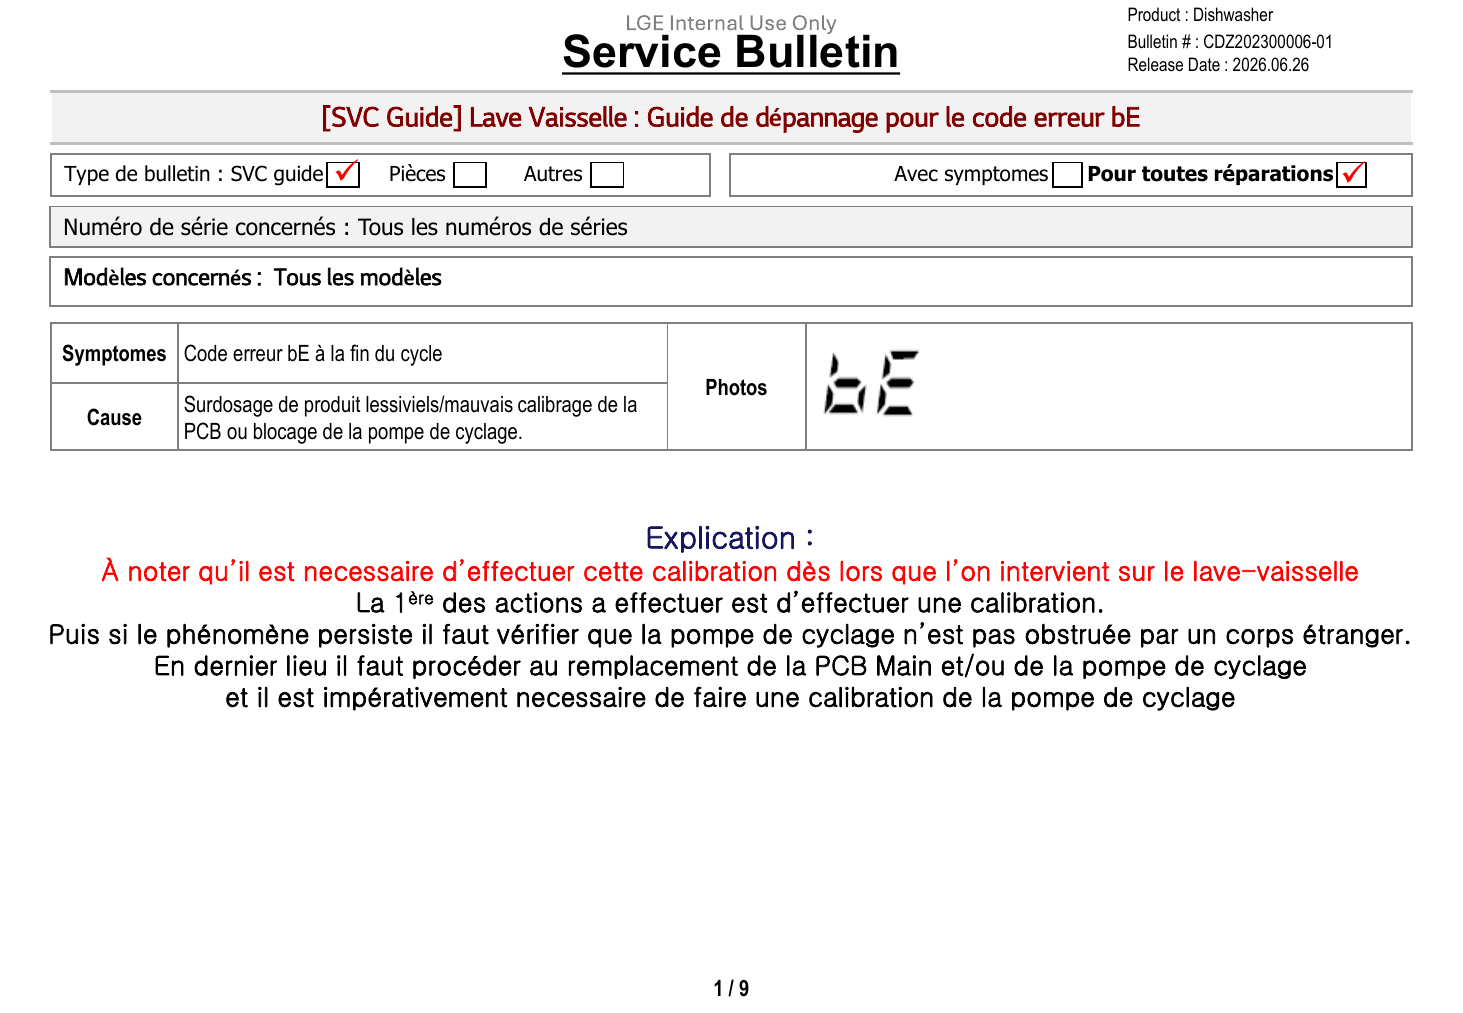 LGE Internal Use Only
Service Bulletin
Product : Dishwasher
Bulletin # : CDZ202300006-01
Release Date : 2026.06.26
[SVC Guide] Lave Vaisselle : Guide de dépannage pour le code erreur bE
Type de bulletin : SVC guide ✓ Pièces Autres
Avec symptomes Pour toutes réparations ✓
Numéro de série concernés : Tous les numéros de séries
Modèles concernés : Tous les modèles
Symptomes
Code erreur bE à la fin du cycle
Cause
Surdosage de produit lessiviels/mauvais calibrage de la
PCB ou blocage de la pompe de cyclage.
Photos
bE
Explication :
À noter qu'il est necessaire d'effectuer cette calibration dès lors que l'on intervient sur le lave-vaisselle
La 1ère des actions a effectuer est d'effectuer une calibration.
Puis si le phénomène persiste il faut vérifier que la pompe de cyclage n'est pas obstruée par un corps étranger.
En dernier lieu il faut procéder au remplacement de la PCB Main et/ou de la pompe de cyclage
et il est impérativement necessaire de faire une calibration de la pompe de cyclage
1 / 9